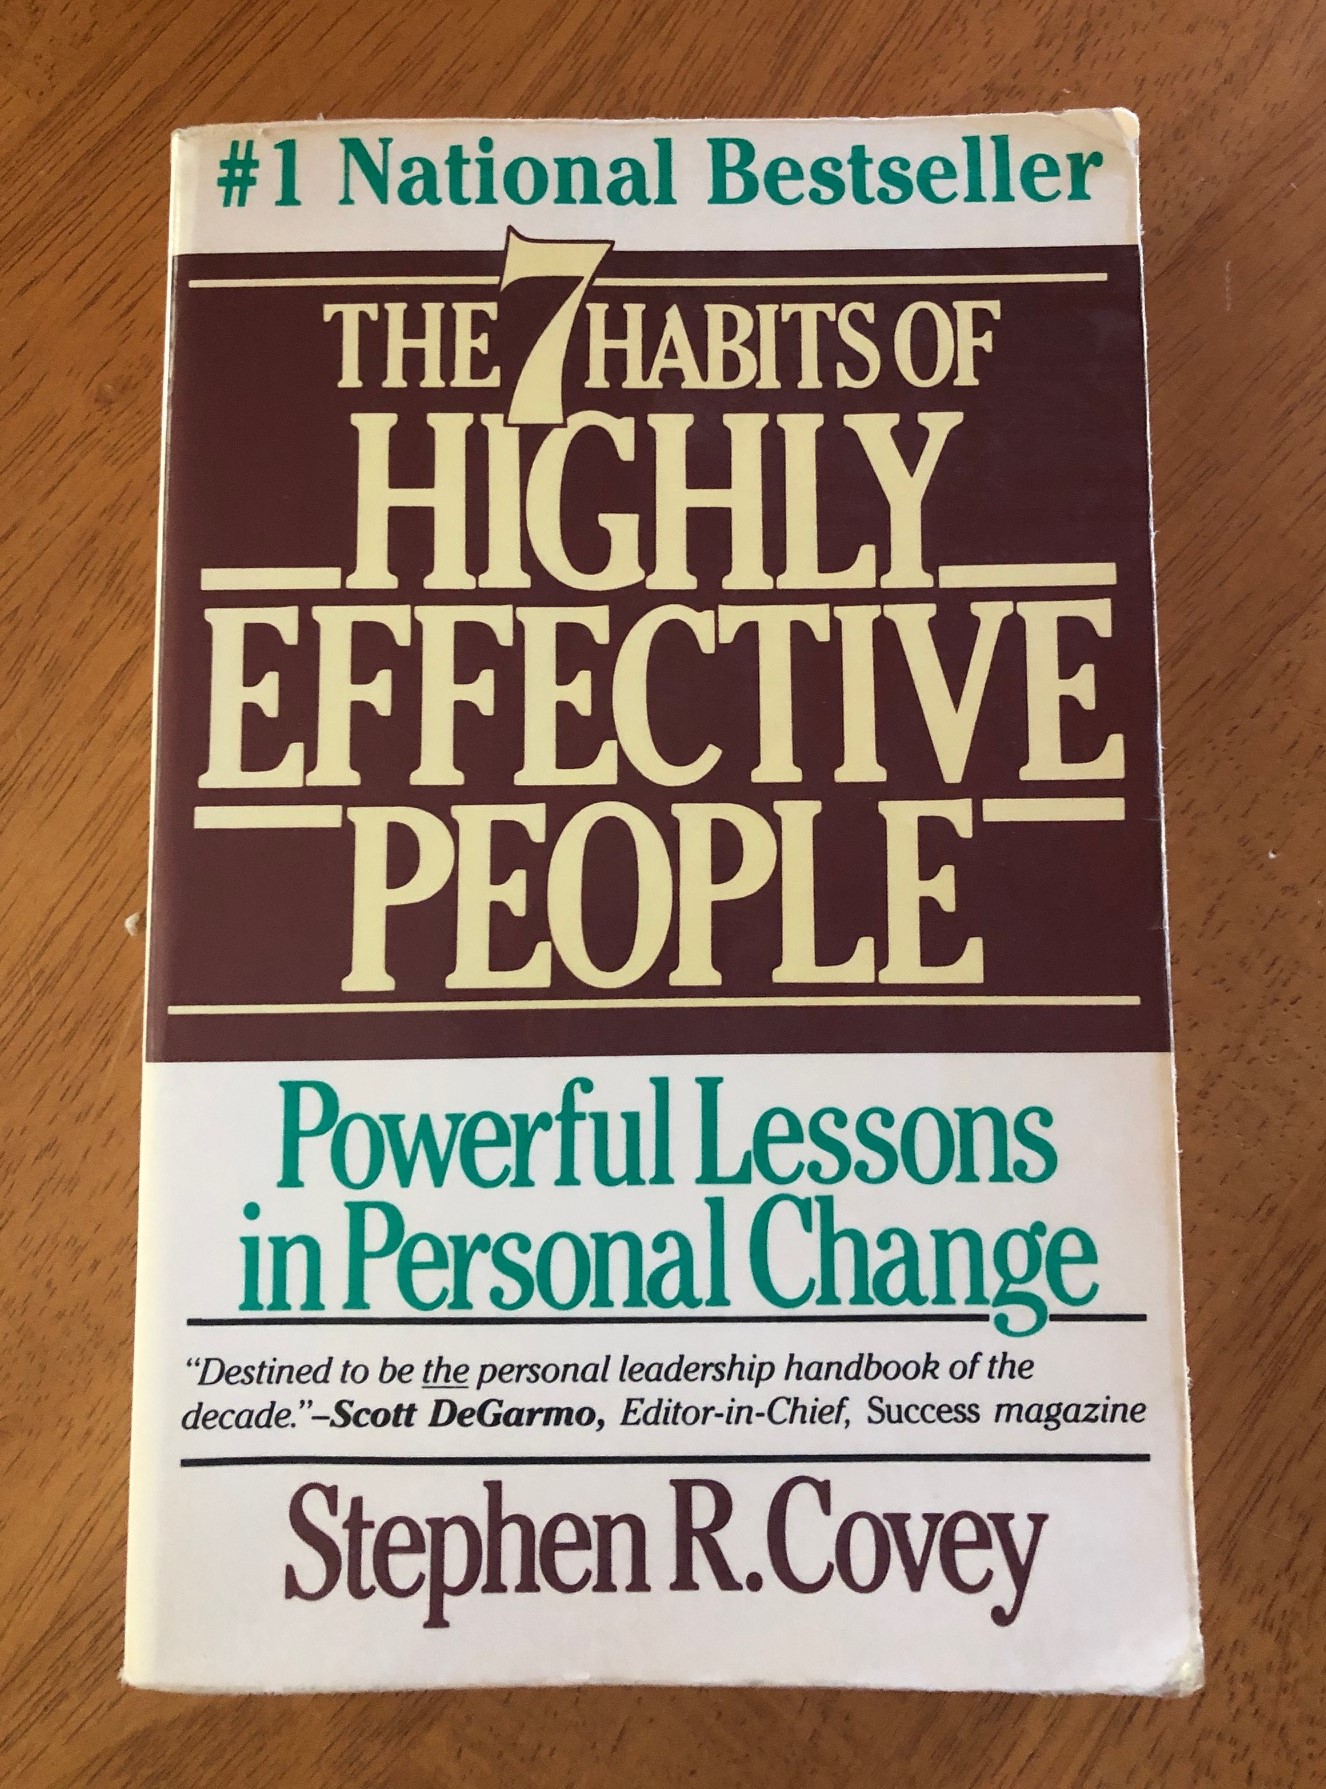 #1 National Bestseller
THE 7 HABITS OF
HIGHLY
EFFECTIVE
PEOPLE
Powerful Lessons
in Personal Change
“Destined to be the personal leadership handbook of the
decade.”–Scott DeGarmo, Editor-in-Chief, Success magazine
Stephen R. Covey